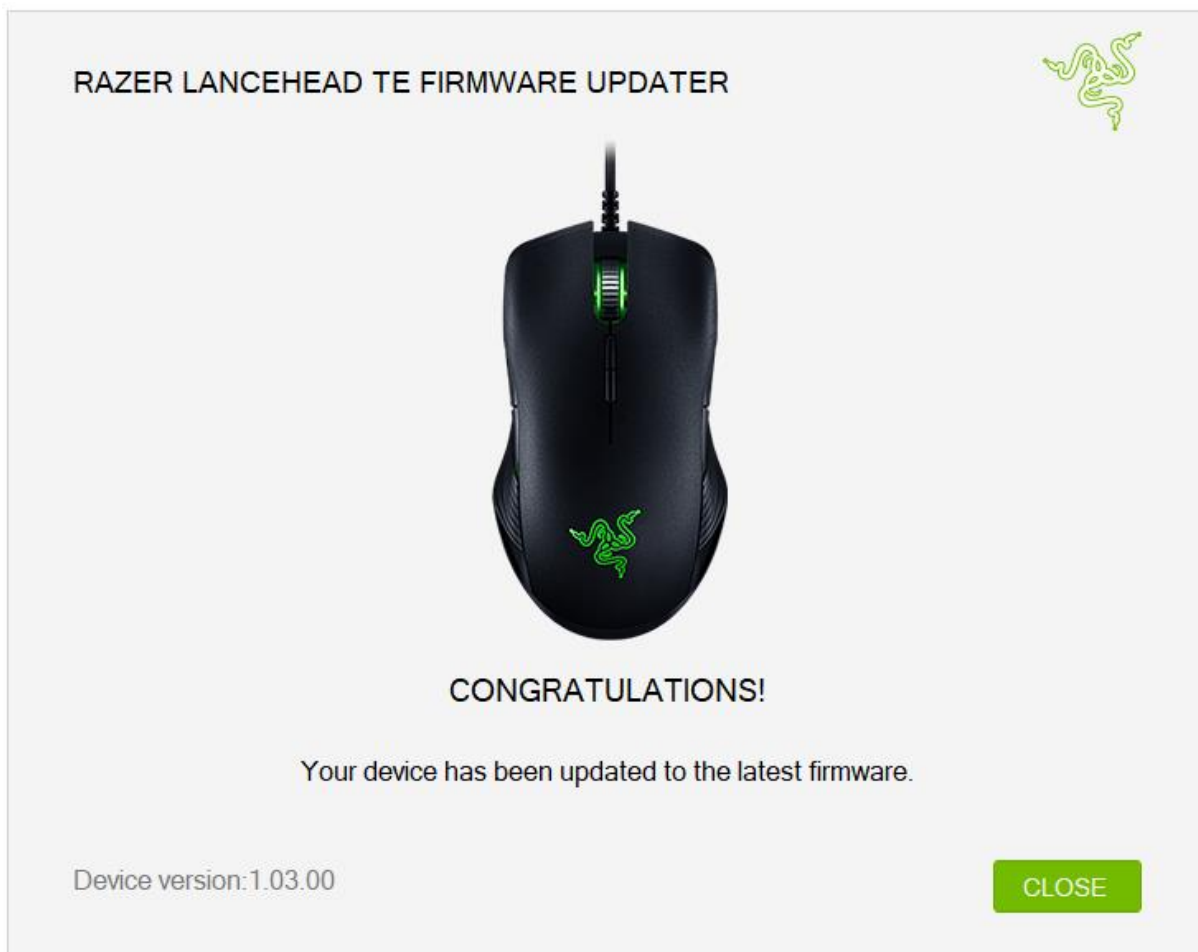 RAZER LANCEHEAD TE FIRMWARE UPDATER
CONGRATULATIONS!
Your device has been updated to the latest firmware.
Device version:1.03.00
CLOSE